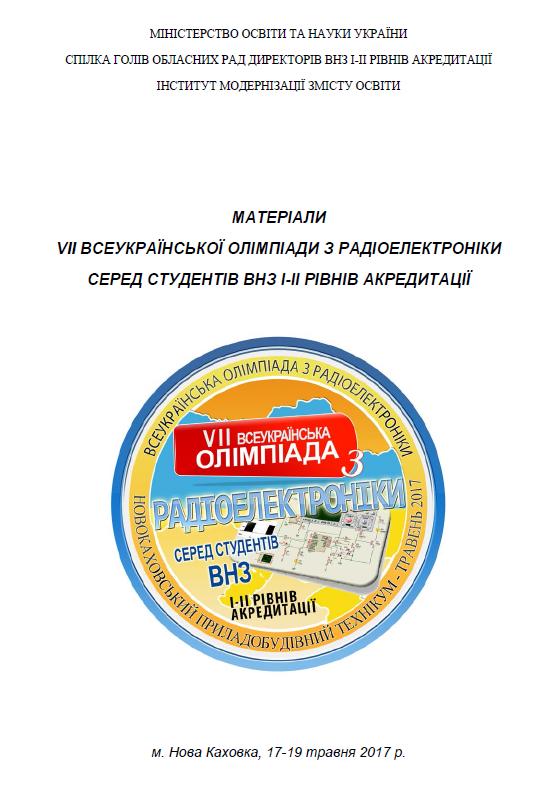 МІНІСТЕРСТВО ОСВІТИ ТА НАУКИ УКРАЇНИ
СПІЛКА ГОЛІВ ОБЛАСНИХ РАД ДИРЕКТОРІВ ВНЗ І-ІІ РІВНІВ АКРЕДИТАЦІЇ
ІНСТИТУТ МОДЕРНІЗАЦІЇ ЗМІСТУ ОСВІТИ
МАТЕРІАЛИ
VII ВСЕУКРАЇНСЬКОЇ ОЛІМПІАДИ З РАДІОЕЛЕКТРОНІКИ
СЕРЕД СТУДЕНТІВ ВНЗ І-ІІ РІВНІВ АКРЕДИТАЦІЇ
ВСЕУКРАЇНСЬКА ОЛІМПІАДА З РАДІОЕЛЕКТРОНІКИ
VII ВСЕУКРАЇНСЬКА
ОЛІМПІАДА
З
РАДІОЕЛЕКТРОНІКИ
СЕРЕД СТУДЕНТІВ
ВНЗ
І-ІІ РІВНІВ
АКРЕДИТАЦІЇ
НОВОКАХОВСЬКИЙ ПРИЛАДОБУДІВНИЙ ТЕХНІКУМ - ТРАВЕНЬ 2017
м. Нова Каховка, 17-19 травня 2017 р.